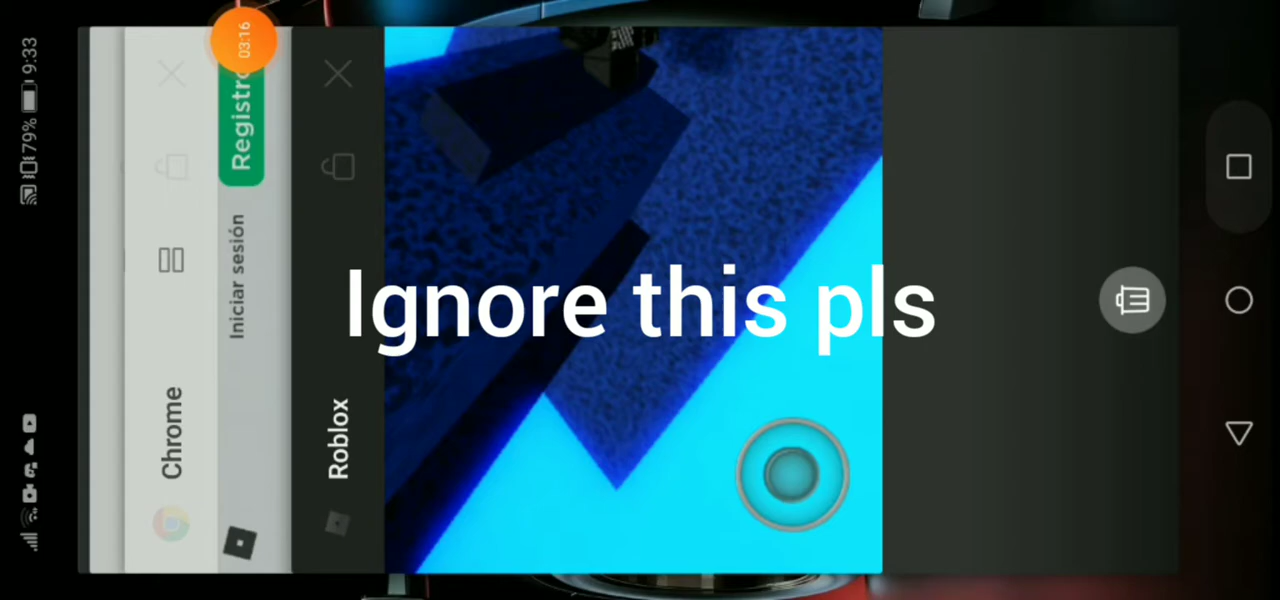 9:33
79%
03:16
Registro
Iniciar sesión
Chrome
Roblox
Ignore this pls